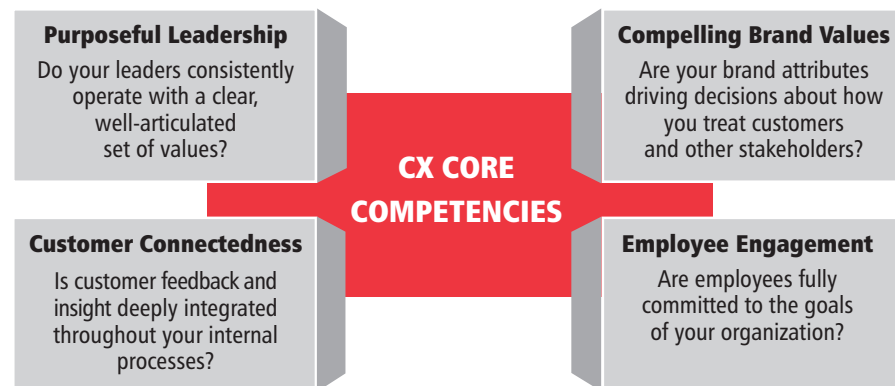 Purposeful Leadership
Do your leaders consistently
operate with a clear,
well-articulated
set of values?
Compelling Brand Values
Are your brand attributes
driving decisions about how
you treat customers
and other stakeholders?
CX CORE
COMPETENCIES
Customer Connectedness
Is customer feedback and
insight deeply integrated
throughout your internal
processes?
Employee Engagement
Are employees fully
committed to the goals
of your organization?